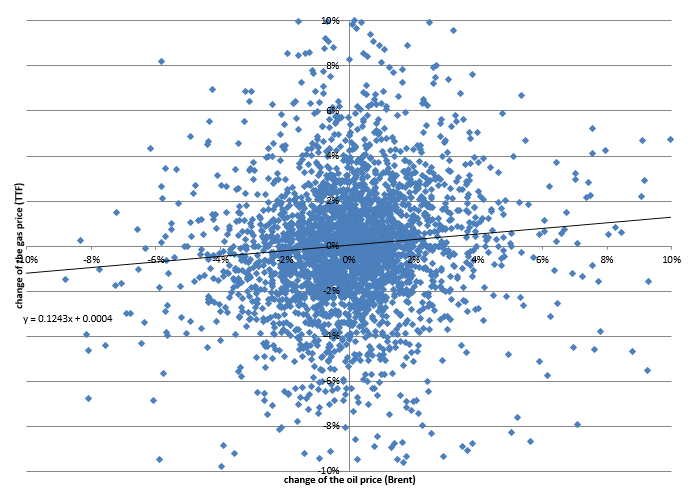 10%
8%
6%
4%
2%
0%
-10% -8% -6% -4% -2% 0% 2% 4% 6% 8% 10%
-2%
y = 0.1243x + 0.0004
-4%
-6%
-8%
-10%
change of the oil price (Brent)
change of the gas price (TTF)